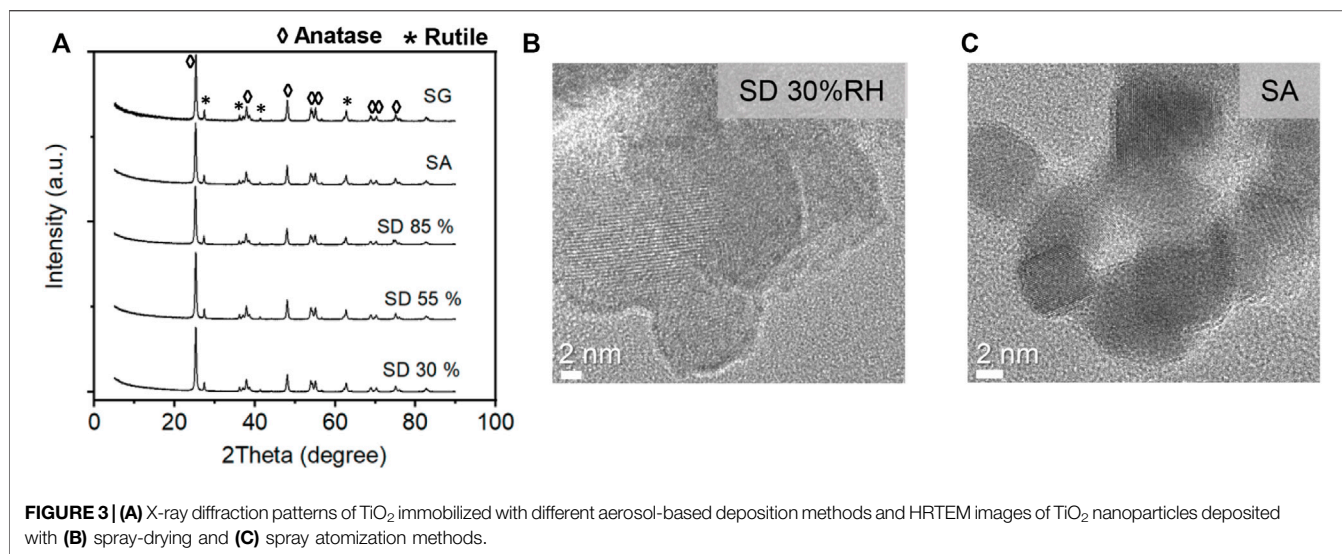 A
◊ Anatase * Rutile
◊
* * ◊ * ◊ ◊◊ * ◊◊ ◊
SG
SA
SD 85 %
SD 55 %
SD 30 %
Intensity (a.u.)
0 20 40 60 80 100
2Theta (degree)
B
SD 30%RH
2 nm
C
SA
2 nm
FIGURE 3 | (A) X-ray diffraction patterns of TiO₂ immobilized with different aerosol-based deposition methods and HRTEM images of TiO₂ nanoparticles deposited
with (B) spray-drying and (C) spray atomization methods.